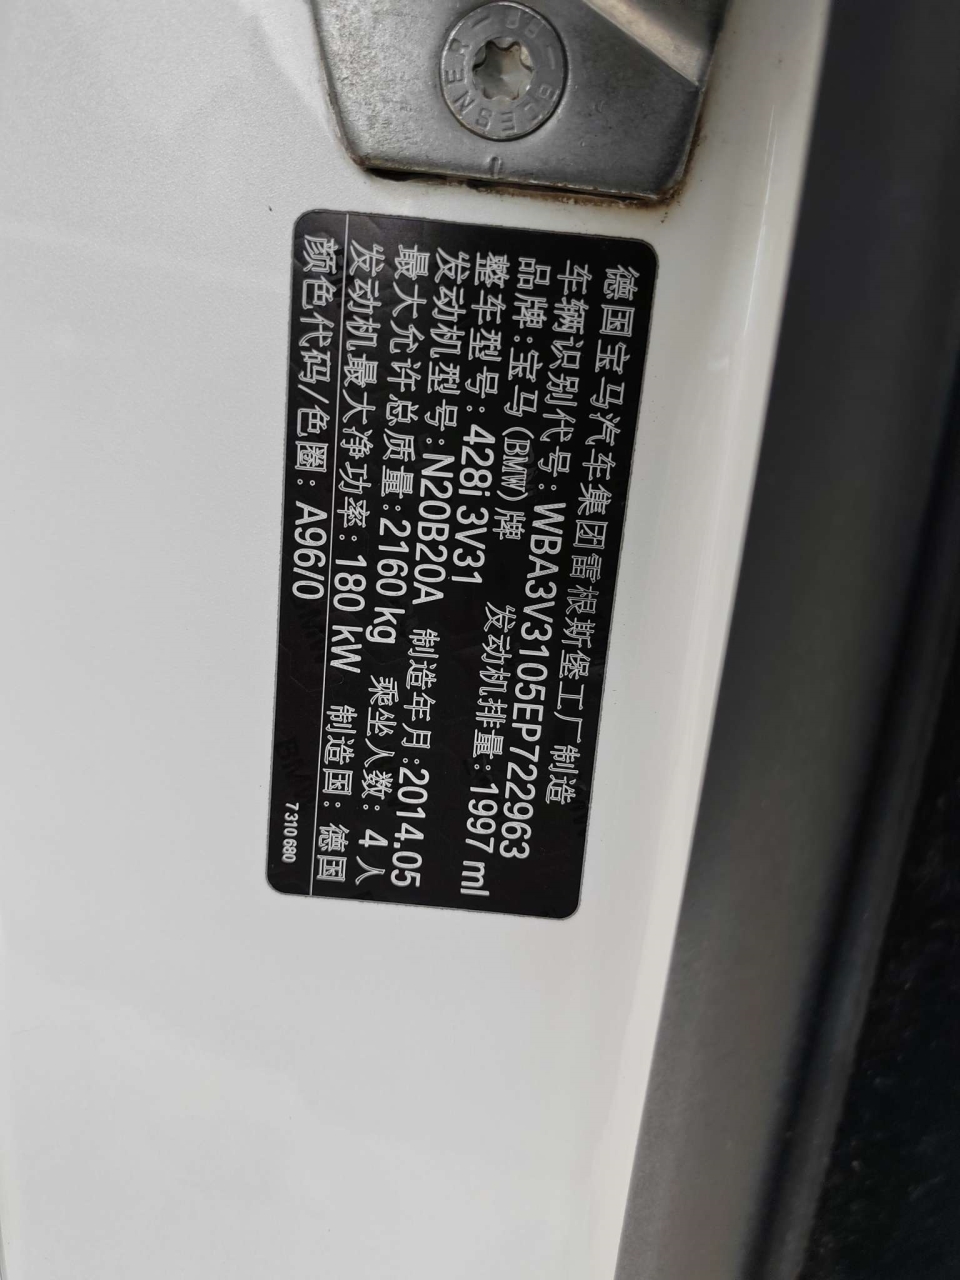 德国宝马汽车集团雷根斯堡工厂制造
车辆识别代号:WBA3V3105EP722963
品牌:宝马(BMW)牌 发动机排量:1997 ml
整车型号:428i 3V31
发动机型号:N20B20A 制造年月:2014.05
最大允许总质量:2160 kg 乘坐人数:4 人
发动机最大净功率:180 kW 制造国:德国
颜色代码/色圈:A96/0
7 310 680